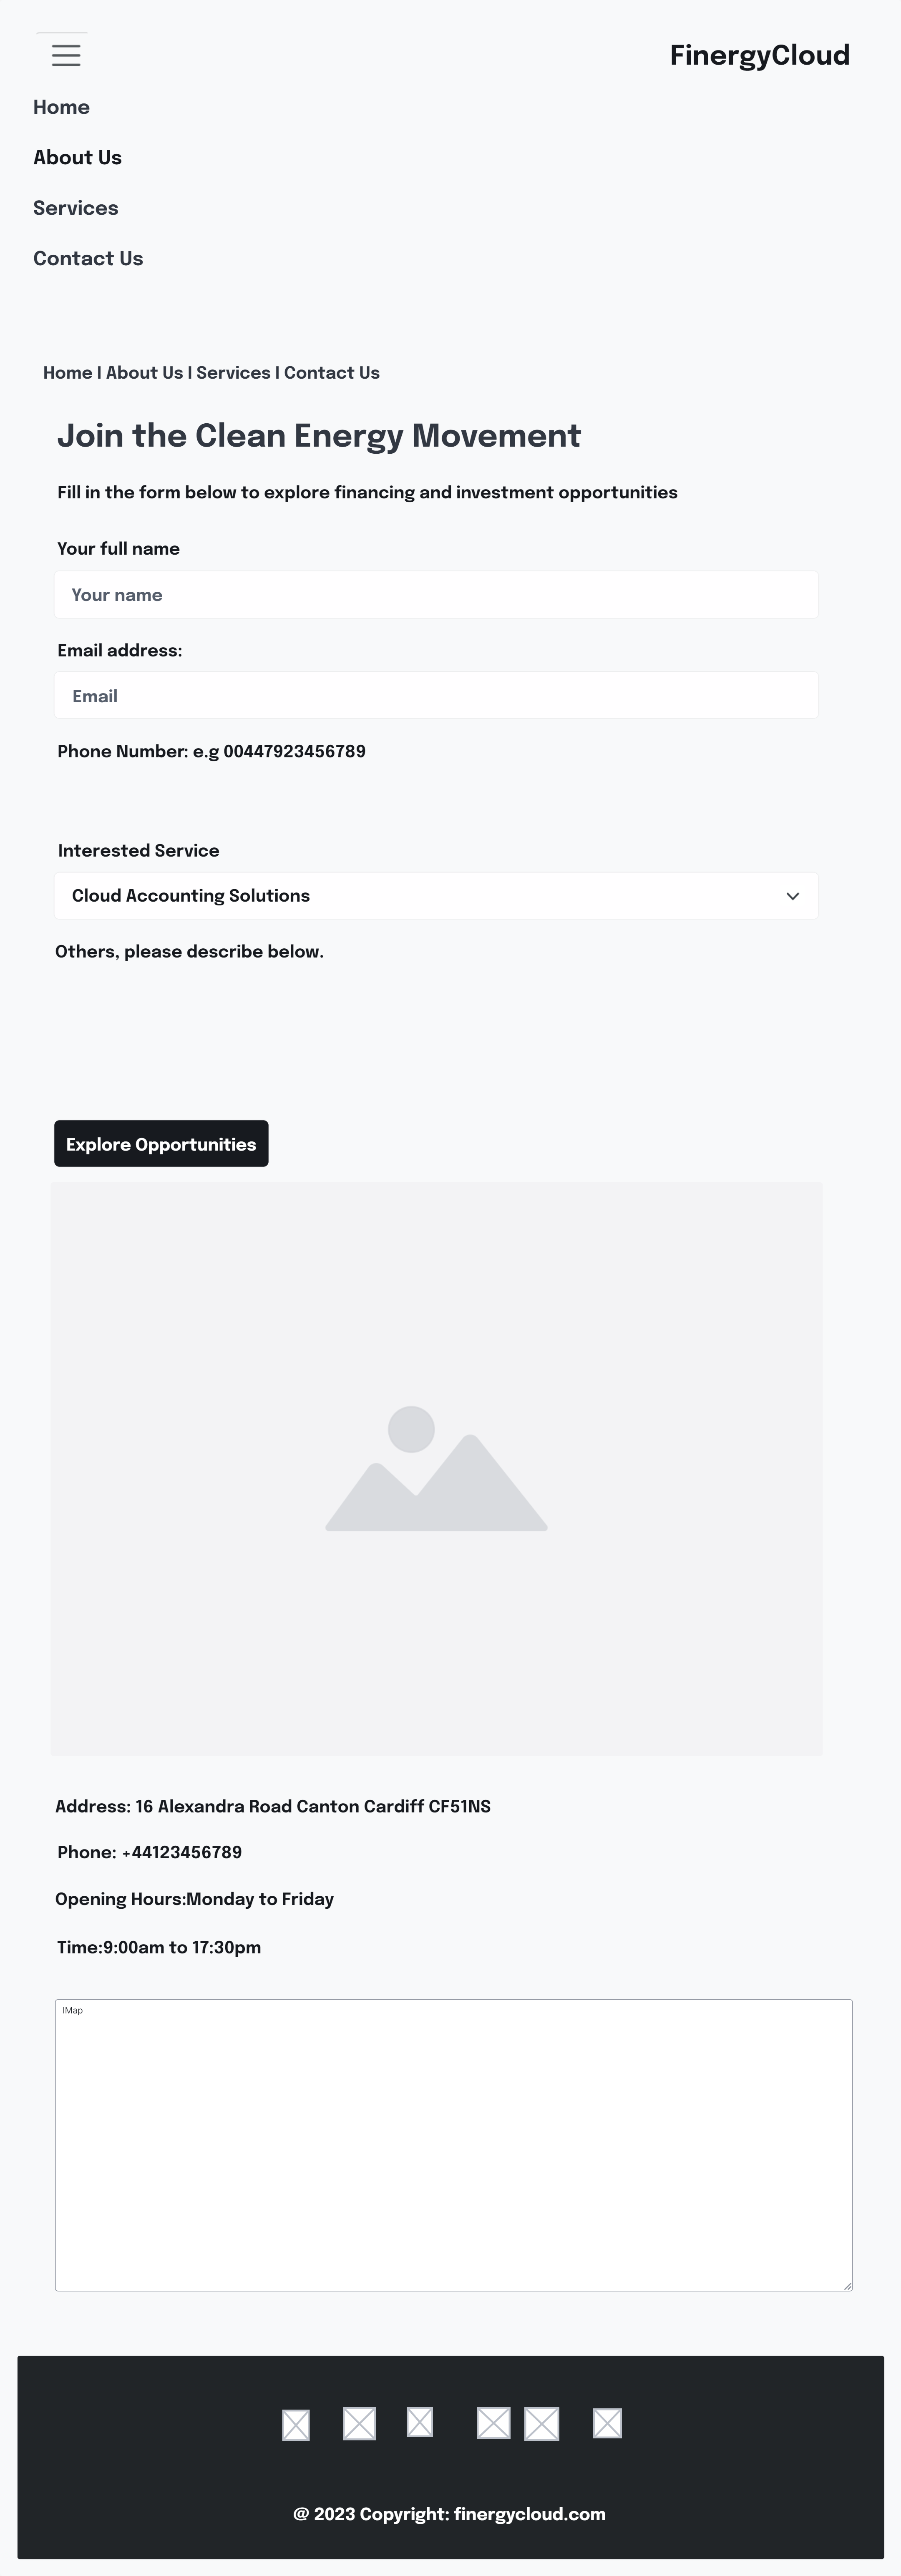 FinergyCloud
Home
About Us
Services
Contact Us
Home I About Us I Services I Contact Us
Join the Clean Energy Movement
Fill in the form below to explore financing and investment opportunities
Your full name
Your name
Email address:
Email
Phone Number: e.g 00447923456789
Interested Service
Cloud Accounting Solutions
Others, please describe below.
Explore Opportunities
Address: 16 Alexandra Road Canton Cardiff CF51NS
Phone: +44123456789
Opening Hours:Monday to Friday
Time:9:00am to 17:30pm
IMap
@ 2023 Copyright: finergycloud.com